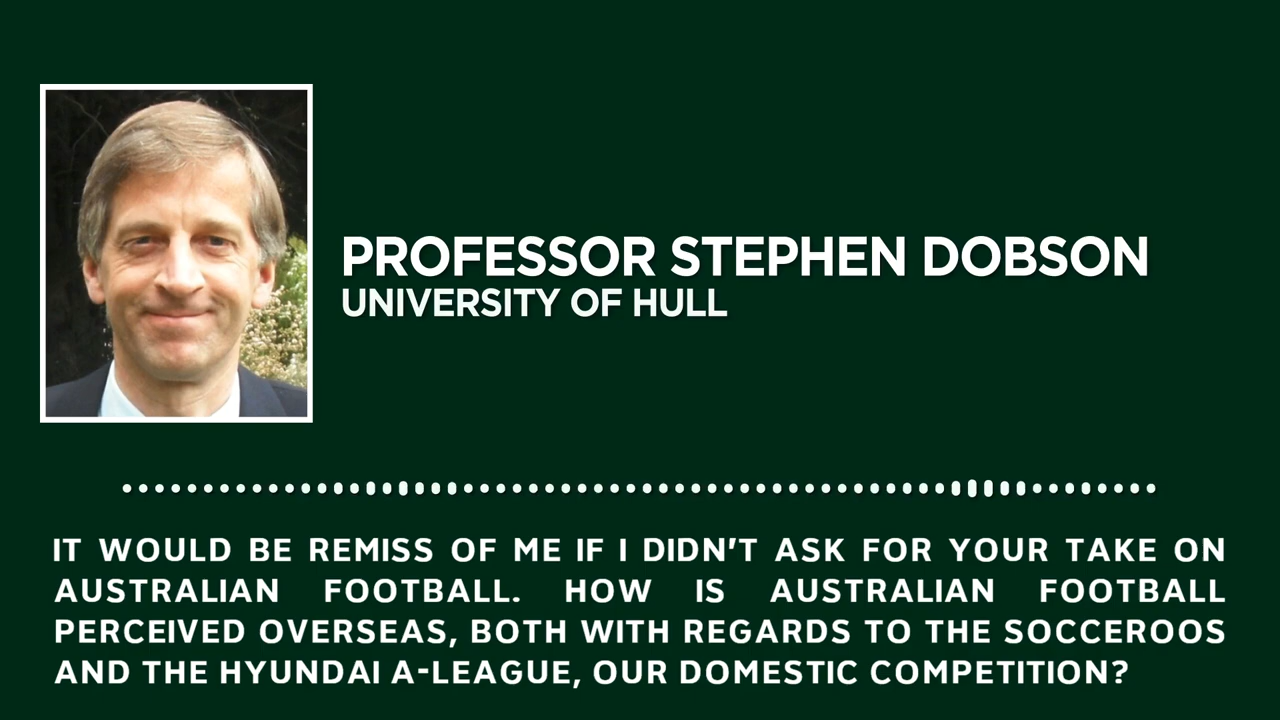 PROFESSOR STEPHEN DOBSON
UNIVERSITY OF HULL
IT WOULD BE REMISS OF ME IF I DIDN'T ASK FOR YOUR TAKE ON
AUSTRALIAN FOOTBALL. HOW IS AUSTRALIAN FOOTBALL
PERCEIVED OVERSEAS, BOTH WITH REGARDS TO THE SOCCEROOS
AND THE HYUNDAI A-LEAGUE, OUR DOMESTIC COMPETITION?